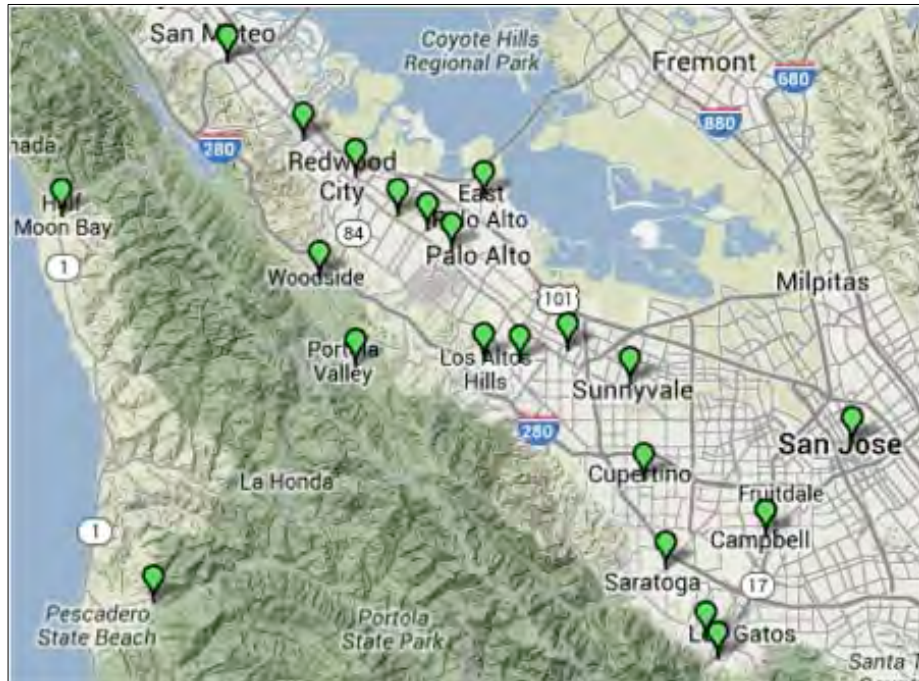 San Mateo
Coyote Hills
Regional Park
Fremont
680
880
280
nada
Redwood
City
East
Palo Alto
Half
Moon Bay
84
Palo Alto
1
Woodside
Milpitas
101
Portola
Valley
Los Altos
Hills
Sunnyvale
280
San Jose
Cupertino
La Honda
Fruitdale
1
Campbell
Saratoga
17
Pescadero
State Beach
Portola
State Park
Los Gatos
Santa T